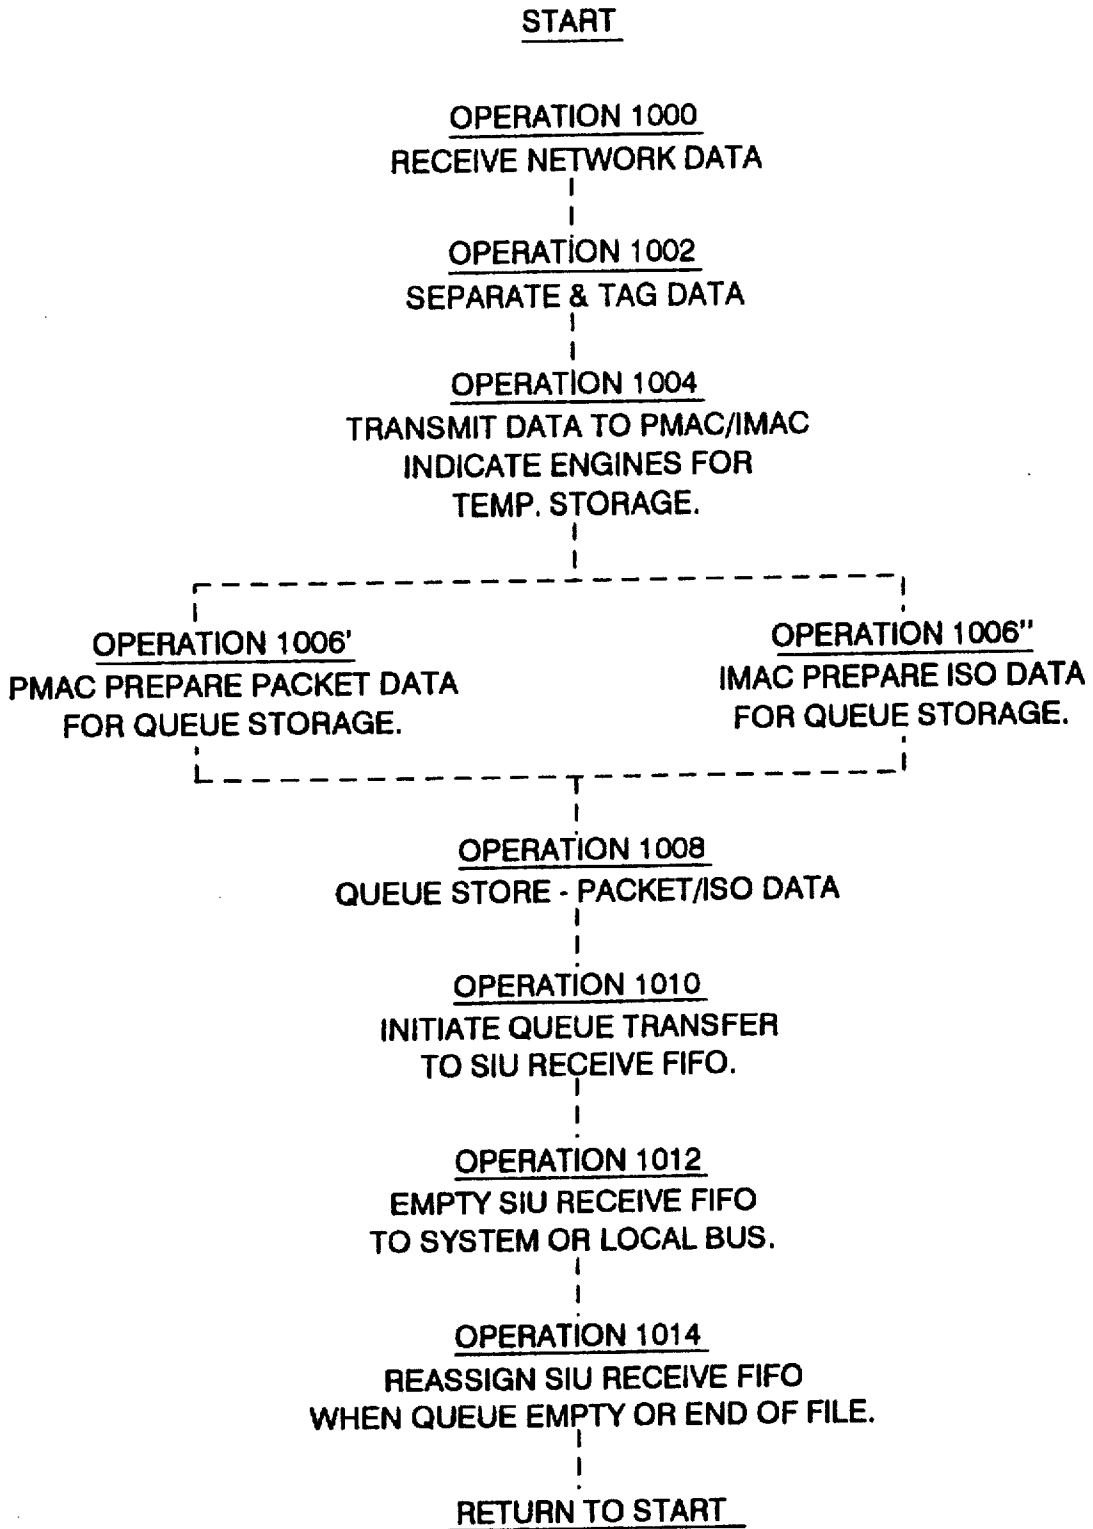 START
OPERATION 1000
RECEIVE NETWORK DATA
OPERATION 1002
SEPARATE & TAG DATA
OPERATION 1004
TRANSMIT DATA TO PMAC/IMAC
INDICATE ENGINES FOR
TEMP. STORAGE.
OPERATION 1006'
PMAC PREPARE PACKET DATA
FOR QUEUE STORAGE.
OPERATION 1006"
IMAC PREPARE ISO DATA
FOR QUEUE STORAGE.
OPERATION 1008
QUEUE STORE - PACKET/ISO DATA
OPERATION 1010
INITIATE QUEUE TRANSFER
TO SIU RECEIVE FIFO.
OPERATION 1012
EMPTY SIU RECEIVE FIFO
TO SYSTEM OR LOCAL BUS.
OPERATION 1014
REASSIGN SIU RECEIVE FIFO
WHEN QUEUE EMPTY OR END OF FILE.
RETURN TO START